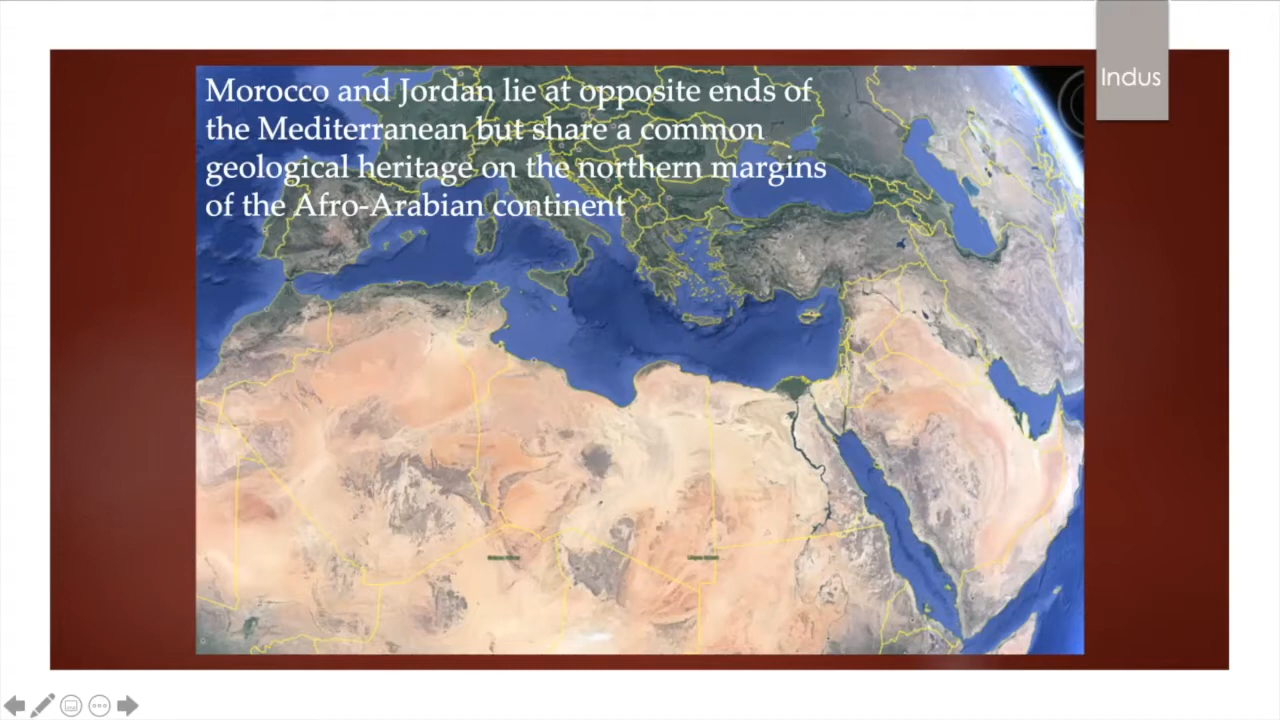 Morocco and Jordan lie at opposite ends of
the Mediterranean but share a common
geological heritage on the northern margins
of the Afro-Arabian continent
Indus